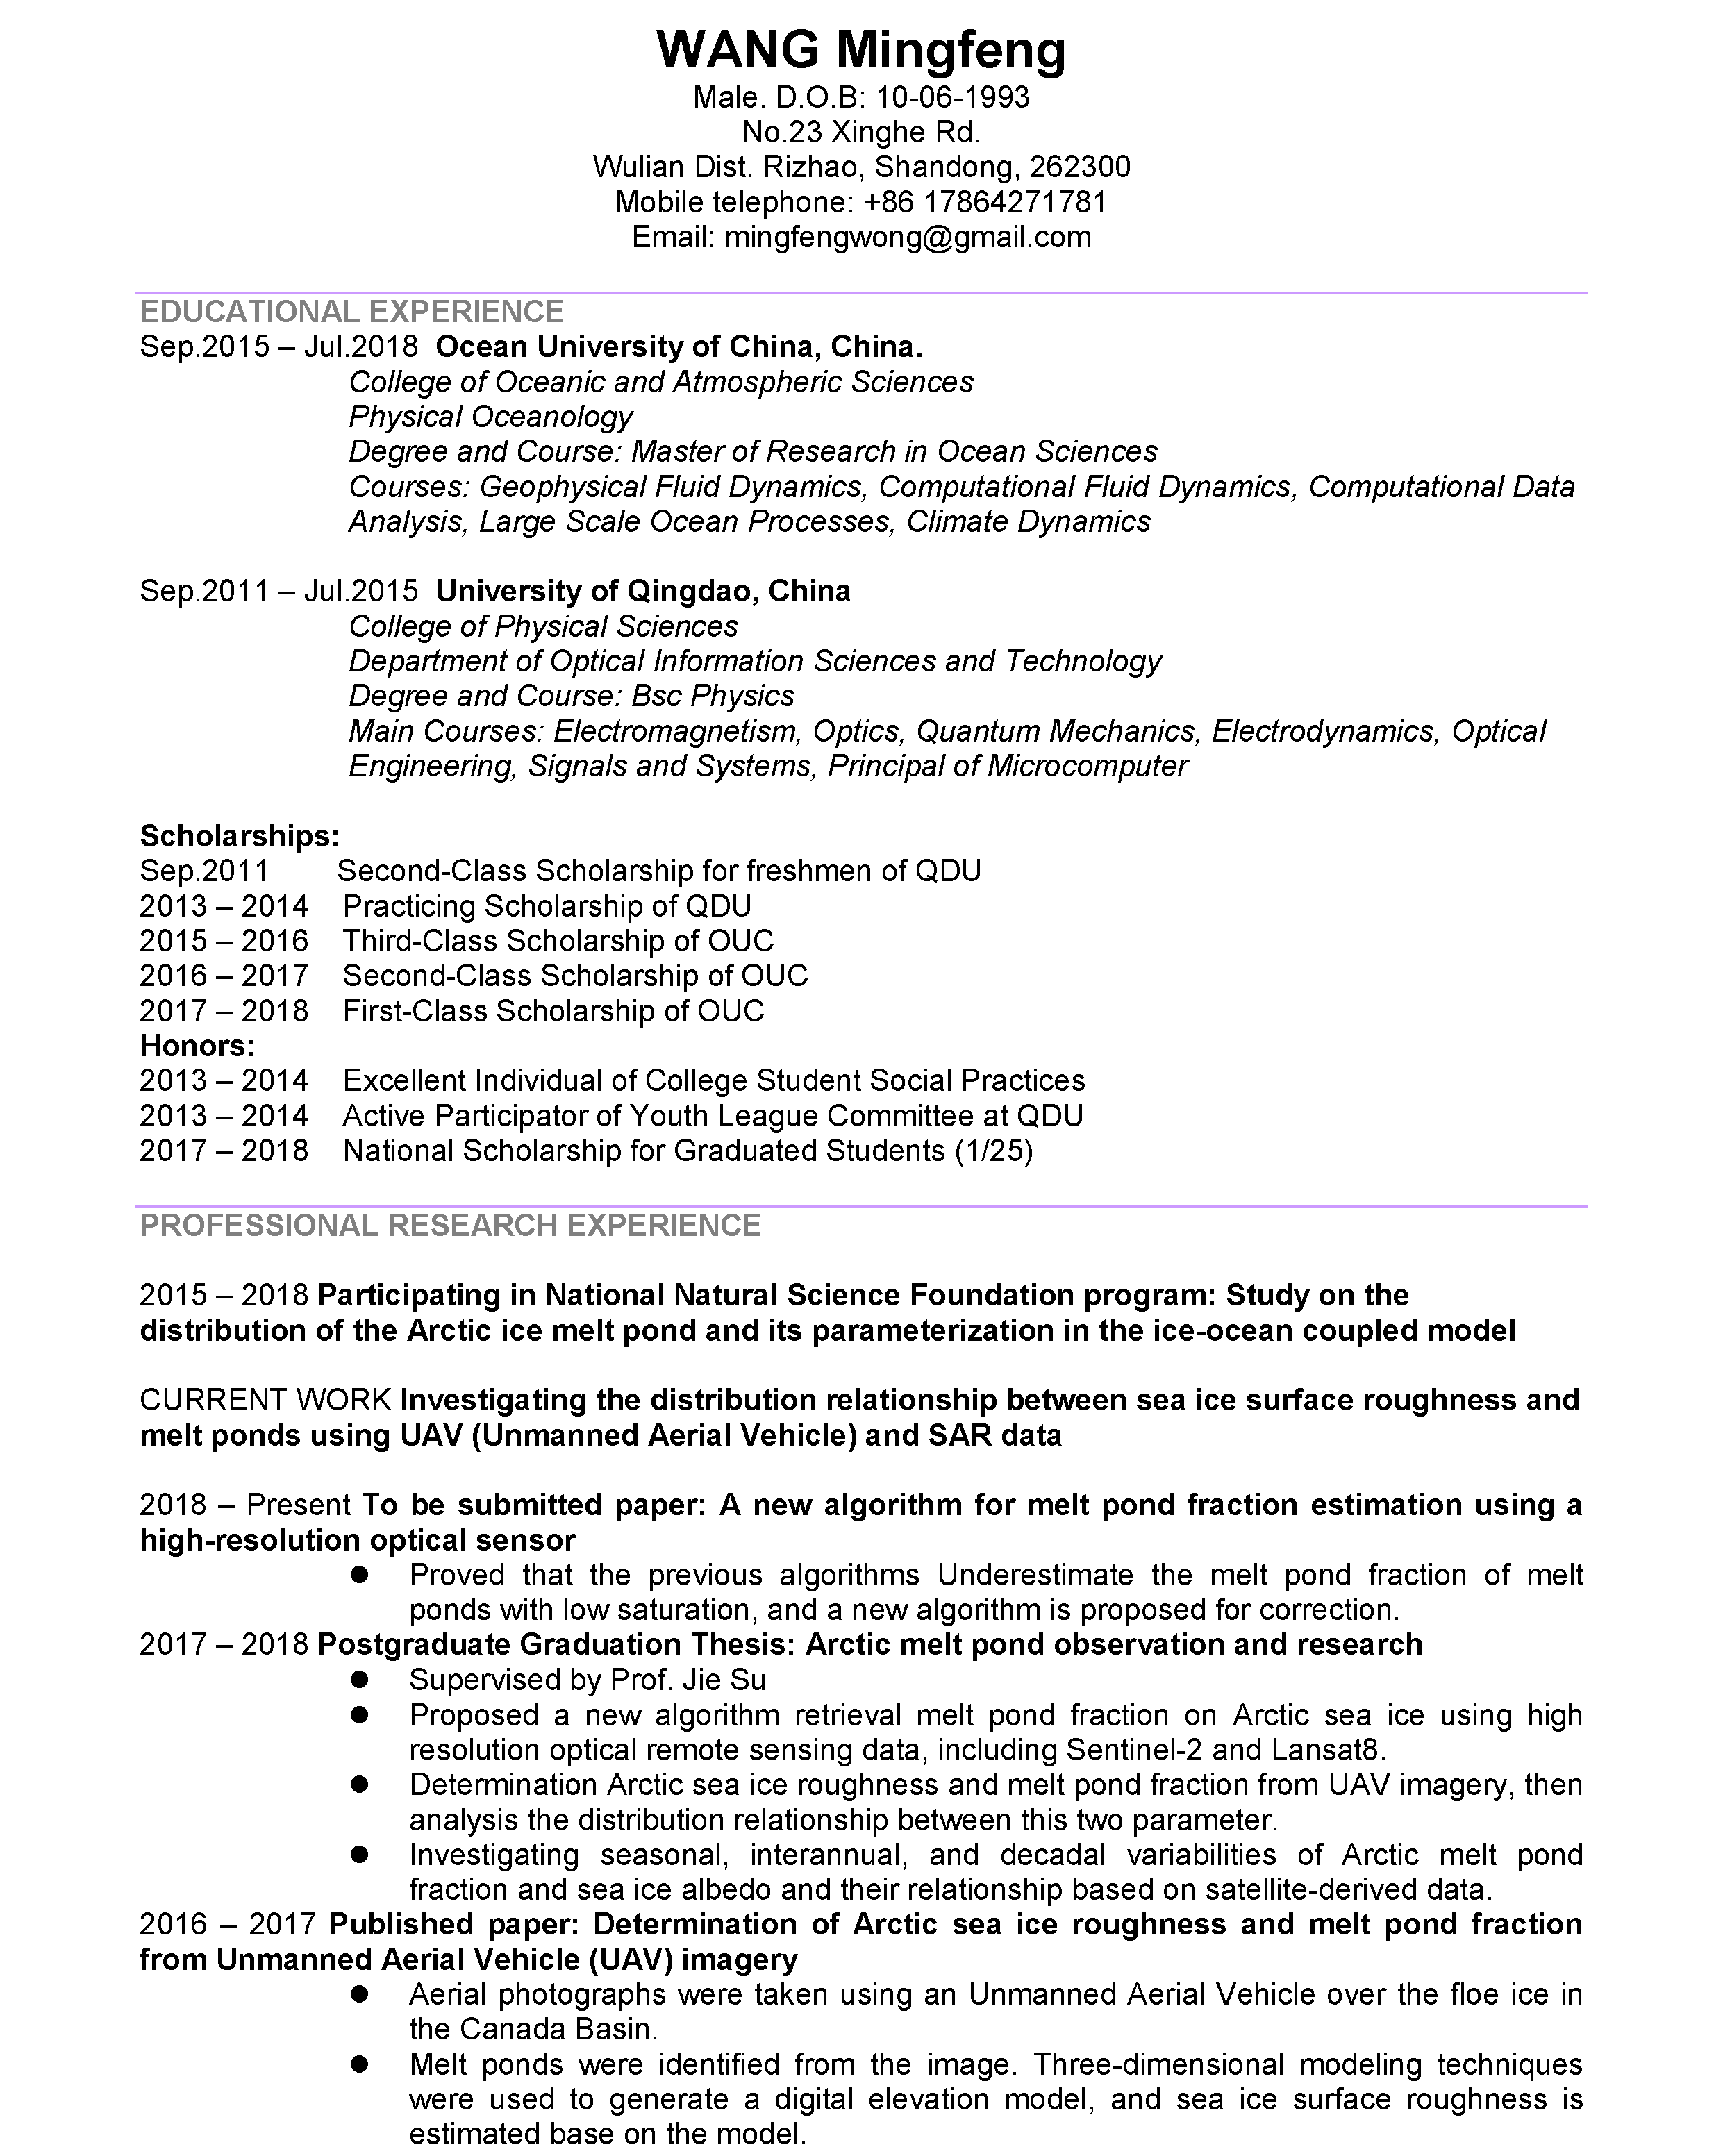 WANG Mingfeng
Male. D.O.B: 10-06-1993
No.23 Xinghe Rd.
Wulian Dist. Rizhao, Shandong, 262300
Mobile telephone: +86 17864271781
Email: mingfengwong@gmail.com
EDUCATIONAL EXPERIENCE
Sep.2015 – Jul.2018 Ocean University of China, China.
College of Oceanic and Atmospheric Sciences
Physical Oceanology
Degree and Course: Master of Research in Ocean Sciences
Courses: Geophysical Fluid Dynamics, Computational Fluid Dynamics, Computational Data
Analysis, Large Scale Ocean Processes, Climate Dynamics
Sep.2011 – Jul.2015 University of Qingdao, China
College of Physical Sciences
Department of Optical Information Sciences and Technology
Degree and Course: Bsc Physics
Main Courses: Electromagnetism, Optics, Quantum Mechanics, Electrodynamics, Optical
Engineering, Signals and Systems, Principal of Microcomputer
Scholarships:
Sep.2011 Second-Class Scholarship for freshmen of QDU
2013 – 2014 Practicing Scholarship of QDU
2015 – 2016 Third-Class Scholarship of OUC
2016 – 2017 Second-Class Scholarship of OUC
2017 – 2018 First-Class Scholarship of OUC
Honors:
2013 – 2014 Excellent Individual of College Student Social Practices
2013 – 2014 Active Participator of Youth League Committee at QDU
2017 – 2018 National Scholarship for Graduated Students (1/25)
PROFESSIONAL RESEARCH EXPERIENCE
2015 – 2018 Participating in National Natural Science Foundation program: Study on the
distribution of the Arctic ice melt pond and its parameterization in the ice-ocean coupled model
CURRENT WORK Investigating the distribution relationship between sea ice surface roughness and
melt ponds using UAV (Unmanned Aerial Vehicle) and SAR data
2018 – Present To be submitted paper: A new algorithm for melt pond fraction estimation using a
high-resolution optical sensor
● Proved that the previous algorithms Underestimate the melt pond fraction of melt
ponds with low saturation, and a new algorithm is proposed for correction.
2017 – 2018 Postgraduate Graduation Thesis: Arctic melt pond observation and research
● Supervised by Prof. Jie Su
● Proposed a new algorithm retrieval melt pond fraction on Arctic sea ice using high
resolution optical remote sensing data, including Sentinel-2 and Lansat8.
● Determination Arctic sea ice roughness and melt pond fraction from UAV imagery, then
analysis the distribution relationship between this two parameter.
● Investigating seasonal, interannual, and decadal variabilities of Arctic melt pond
fraction and sea ice albedo and their relationship based on satellite-derived data.
2016 – 2017 Published paper: Determination of Arctic sea ice roughness and melt pond fraction
from Unmanned Aerial Vehicle (UAV) imagery
● Aerial photographs were taken using an Unmanned Aerial Vehicle over the floe ice in
the Canada Basin.
● Melt ponds were identified from the image. Three-dimensional modeling techniques
were used to generate a digital elevation model, and sea ice surface roughness is
estimated base on the model.